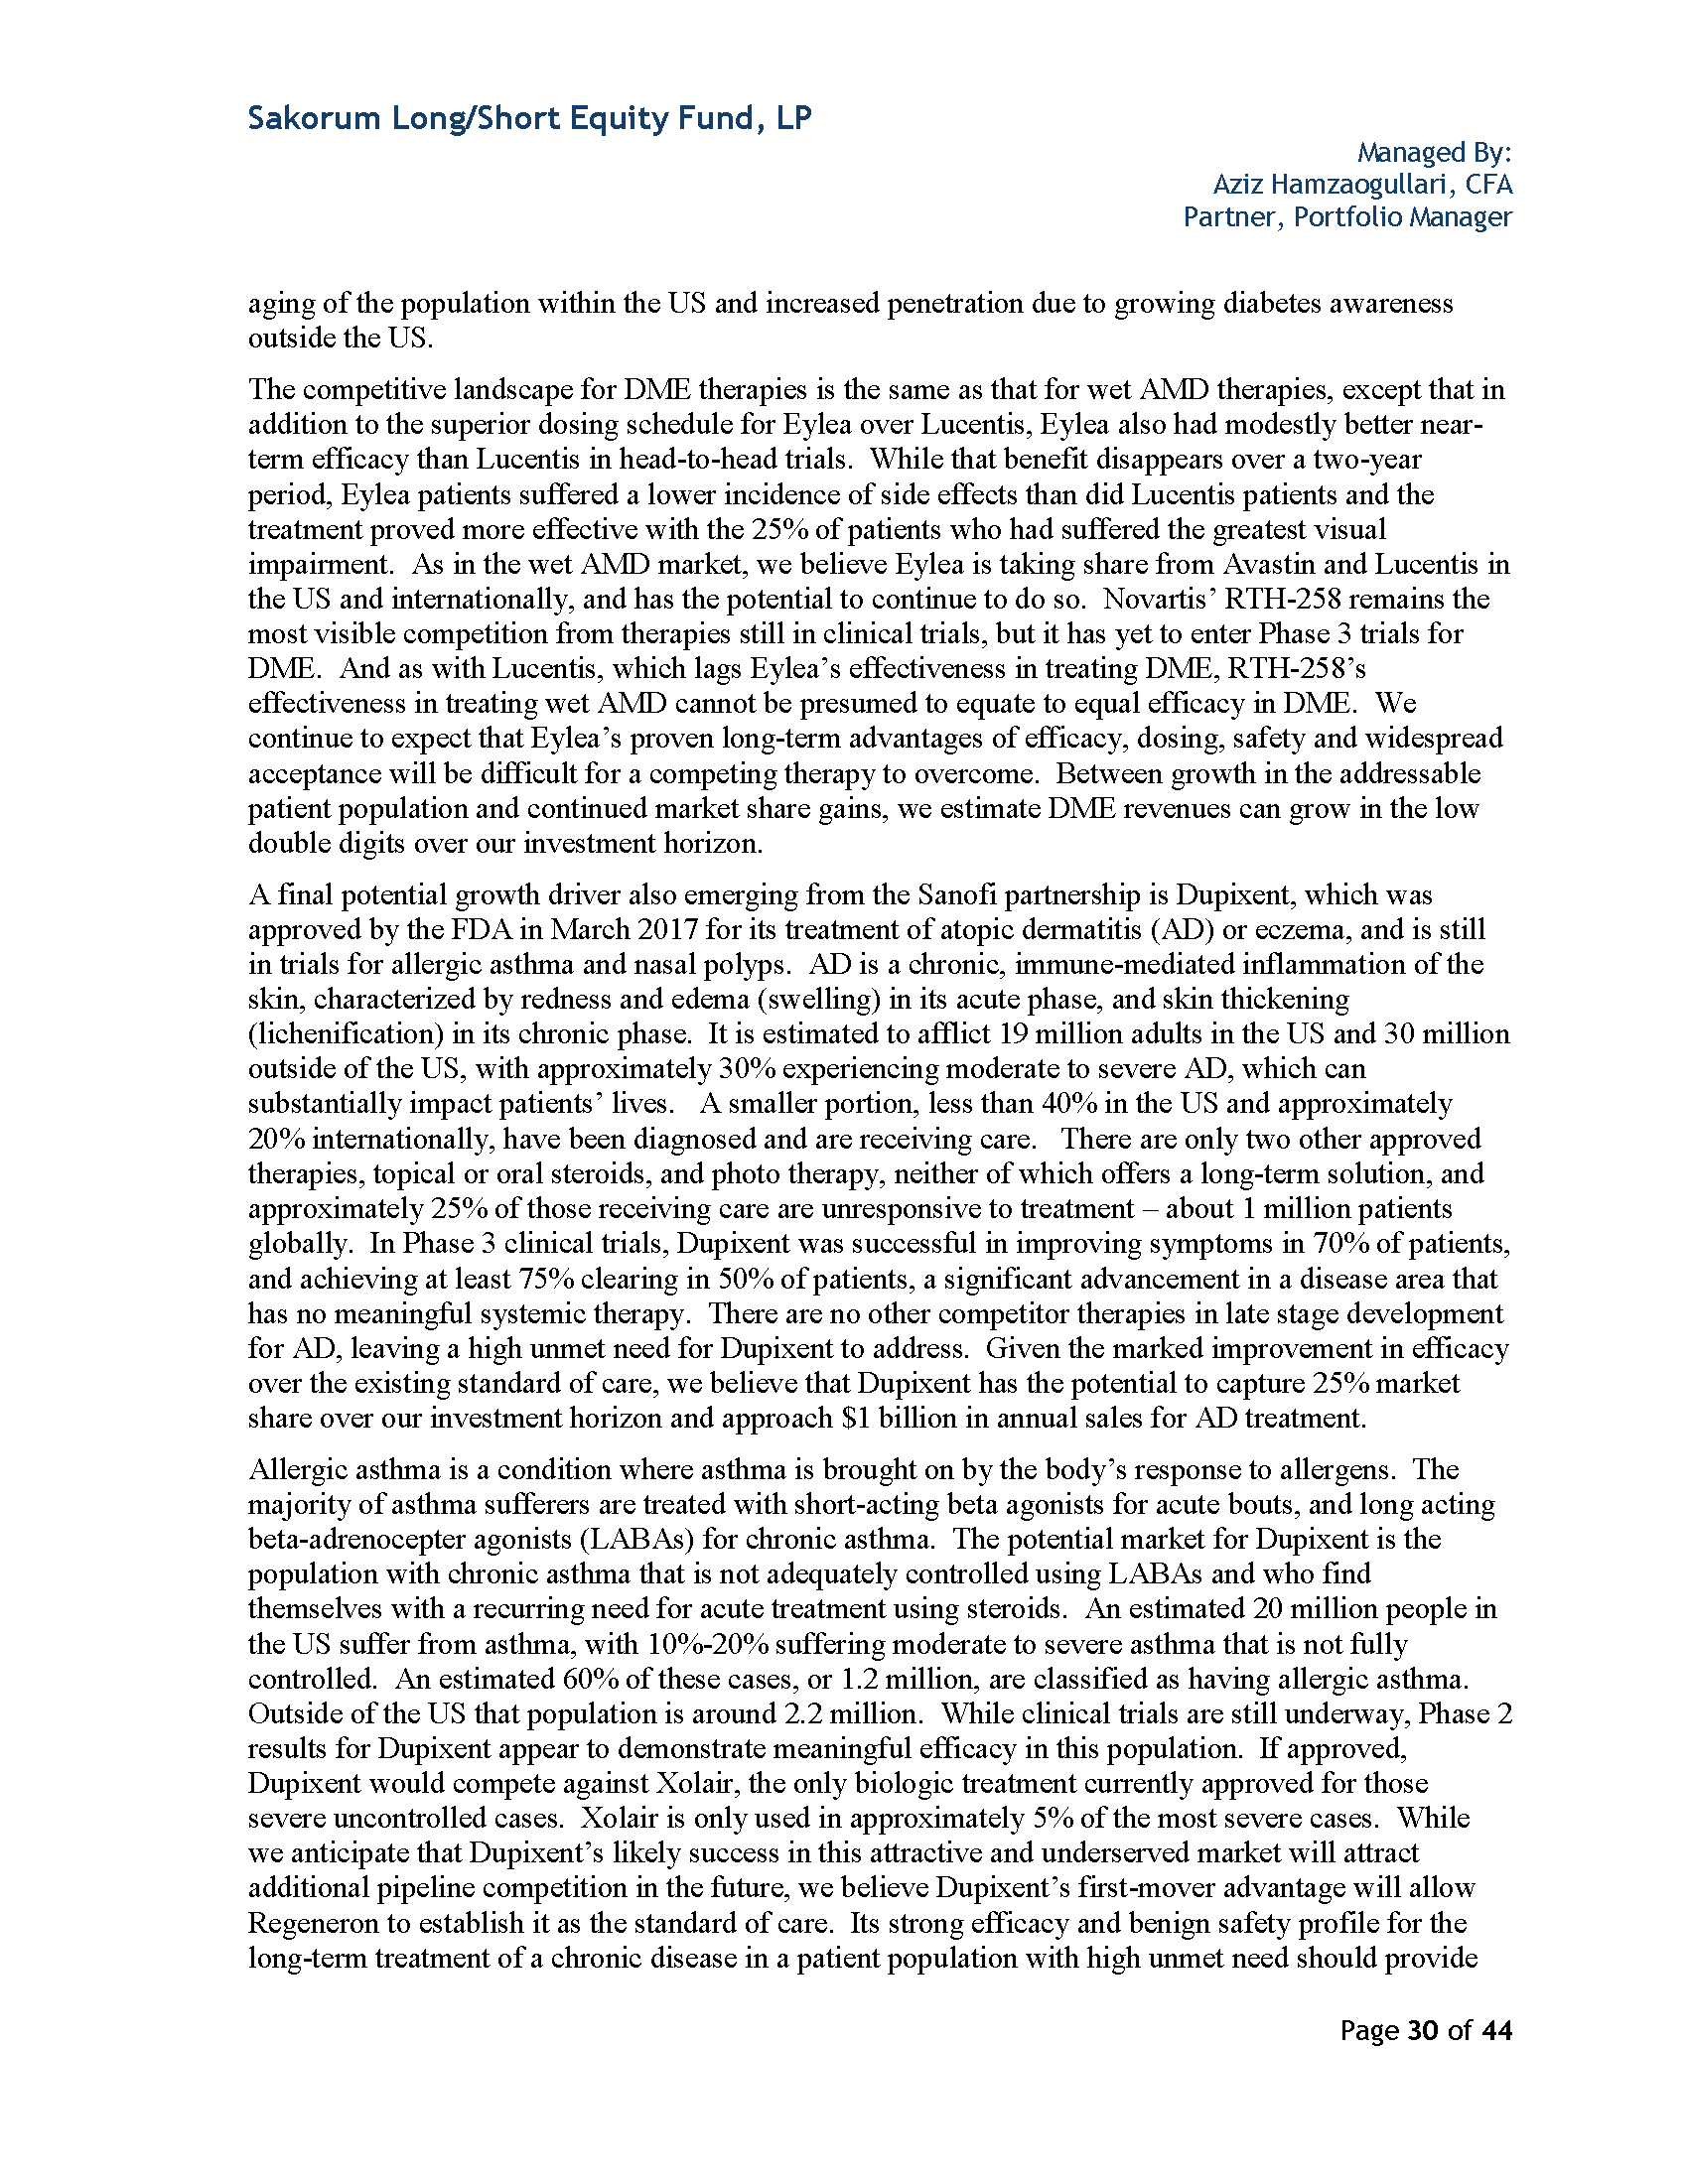 Sakorum Long/Short Equity Fund, LP
Managed By:
Aziz Hamzaogullari, CFA
Partner, Portfolio Manager
aging of the population within the US and increased penetration due to growing diabetes awareness
outside the US.
The competitive landscape for DME therapies is the same as that for wet AMD therapies, except that in
addition to the superior dosing schedule for Eylea over Lucentis, Eylea also had modestly better near-
term efficacy than Lucentis in head-to-head trials.  While that benefit disappears over a two-year
period, Eylea patients suffered a lower incidence of side effects than did Lucentis patients and the
treatment proved more effective with the 25% of patients who had suffered the greatest visual
impairment.  As in the wet AMD market, we believe Eylea is taking share from Avastin and Lucentis in
the US and internationally, and has the potential to continue to do so.  Novartis’ RTH-258 remains the
most visible competition from therapies still in clinical trials, but it has yet to enter Phase 3 trials for
DME.  And as with Lucentis, which lags Eylea’s effectiveness in treating DME, RTH-258’s
effectiveness in treating wet AMD cannot be presumed to equate to equal efficacy in DME.  We
continue to expect that Eylea’s proven long-term advantages of efficacy, dosing, safety and widespread
acceptance will be difficult for a competing therapy to overcome.  Between growth in the addressable
patient population and continued market share gains, we estimate DME revenues can grow in the low
double digits over our investment horizon.
A final potential growth driver also emerging from the Sanofi partnership is Dupixent, which was
approved by the FDA in March 2017 for its treatment of atopic dermatitis (AD) or eczema, and is still
in trials for allergic asthma and nasal polyps.  AD is a chronic, immune-mediated inflammation of the
skin, characterized by redness and edema (swelling) in its acute phase, and skin thickening
(lichenification) in its chronic phase.  It is estimated to afflict 19 million adults in the US and 30 million
outside of the US, with approximately 30% experiencing moderate to severe AD, which can
substantially impact patients’ lives.   A smaller portion, less than 40% in the US and approximately
20% internationally, have been diagnosed and are receiving care.   There are only two other approved
therapies, topical or oral steroids, and photo therapy, neither of which offers a long-term solution, and
approximately 25% of those receiving care are unresponsive to treatment – about 1 million patients
globally.  In Phase 3 clinical trials, Dupixent was successful in improving symptoms in 70% of patients,
and achieving at least 75% clearing in 50% of patients, a significant advancement in a disease area that
has no meaningful systemic therapy.  There are no other competitor therapies in late stage development
for AD, leaving a high unmet need for Dupixent to address.  Given the marked improvement in efficacy
over the existing standard of care, we believe that Dupixent has the potential to capture 25% market
share over our investment horizon and approach $1 billion in annual sales for AD treatment.
Allergic asthma is a condition where asthma is brought on by the body’s response to allergens.  The
majority of asthma sufferers are treated with short-acting beta agonists for acute bouts, and long acting
beta-adrenocepter agonists (LABAs) for chronic asthma.  The potential market for Dupixent is the
population with chronic asthma that is not adequately controlled using LABAs and who find
themselves with a recurring need for acute treatment using steroids.  An estimated 20 million people in
the US suffer from asthma, with 10%-20% suffering moderate to severe asthma that is not fully
controlled.  An estimated 60% of these cases, or 1.2 million, are classified as having allergic asthma.
Outside of the US that population is around 2.2 million.  While clinical trials are still underway, Phase 2
results for Dupixent appear to demonstrate meaningful efficacy in this population.  If approved,
Dupixent would compete against Xolair, the only biologic treatment currently approved for those
severe uncontrolled cases.  Xolair is only used in approximately 5% of the most severe cases.  While
we anticipate that Dupixent’s likely success in this attractive and underserved market will attract
additional pipeline competition in the future, we believe Dupixent’s first-mover advantage will allow
Regeneron to establish it as the standard of care.  Its strong efficacy and benign safety profile for the
long-term treatment of a chronic disease in a patient population with high unmet need should provide
Page 30 of 44